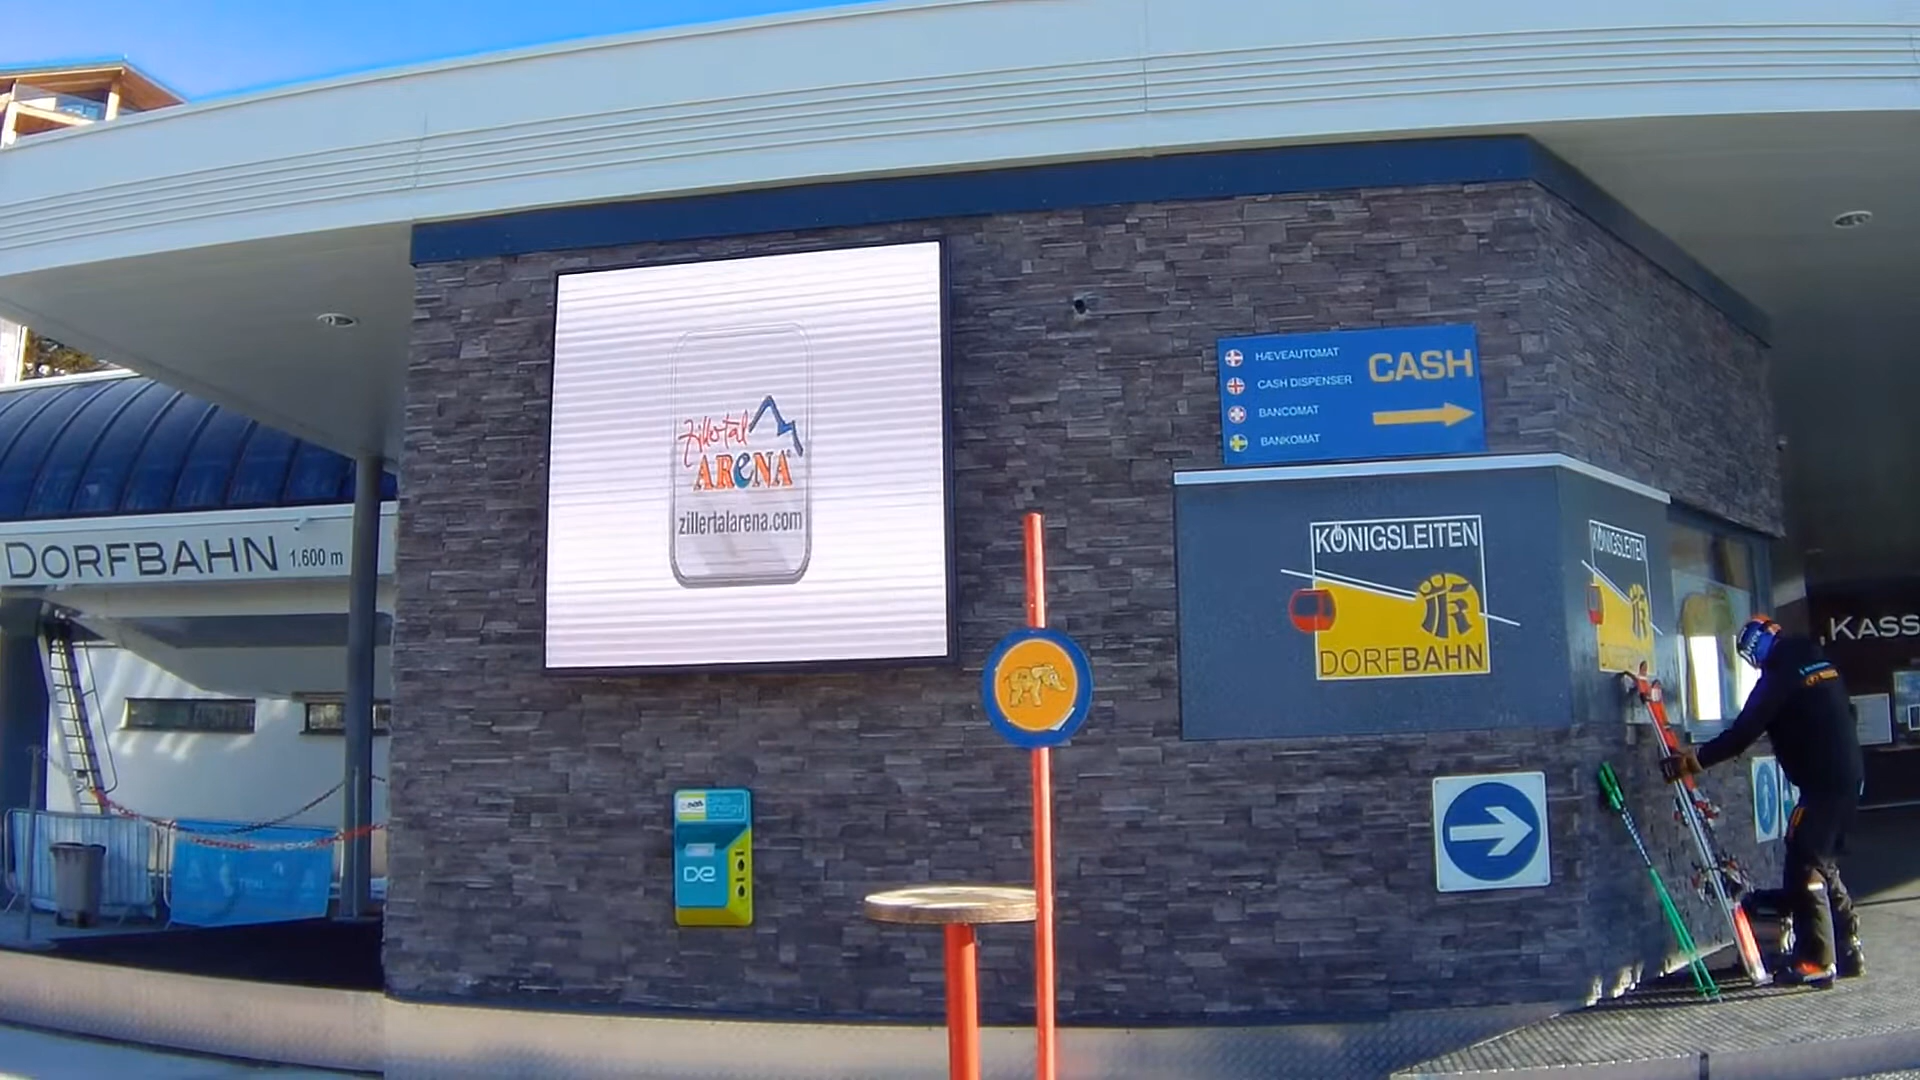 DORFBAHN 1.600 m
Zillertal
ARENA
zillertalarena.com
HÆVEAUTOMAT
CASH DISPENSER
BANCOMAT
BANKOMAT
CASH
KÖNIGSLEITEN
DORFBAHN
KÖNIGSLEITEN
KASS